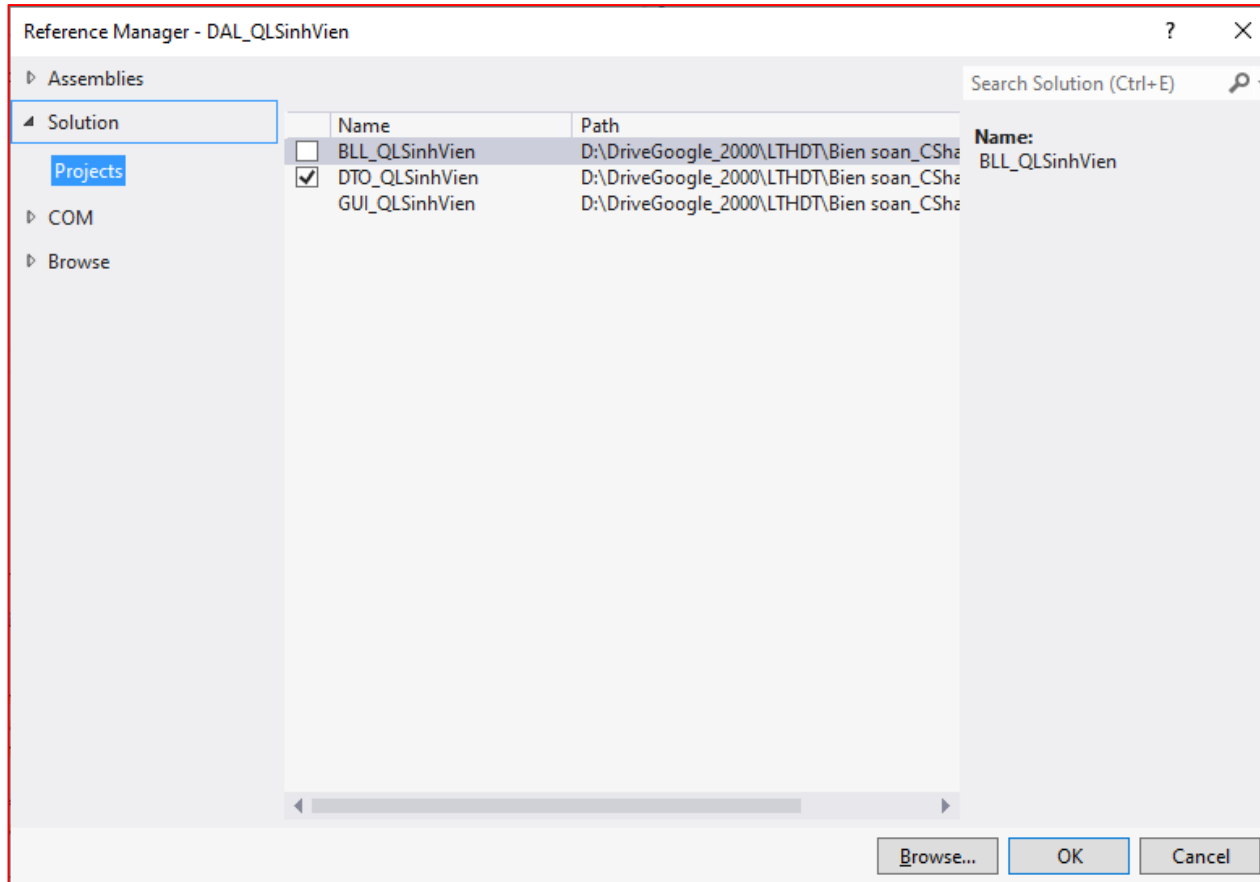 Reference Manager - DAL_QLSinhVien
?
Assemblies
Solution
Projects
COM
Browse
Name Path
BLL_QLSinhVien D:\DriveGoogle_2000\LTHDT\Bien soan_CSha
DTO_QLSinhVien D:\DriveGoogle_2000\LTHDT\Bien soan_CSha
GUI_QLSinhVien D:\DriveGoogle_2000\LTHDT\Bien soan_CSha
Search Solution (Ctrl+E)
Name:
BLL_QLSinhVien
Browse... OK Cancel